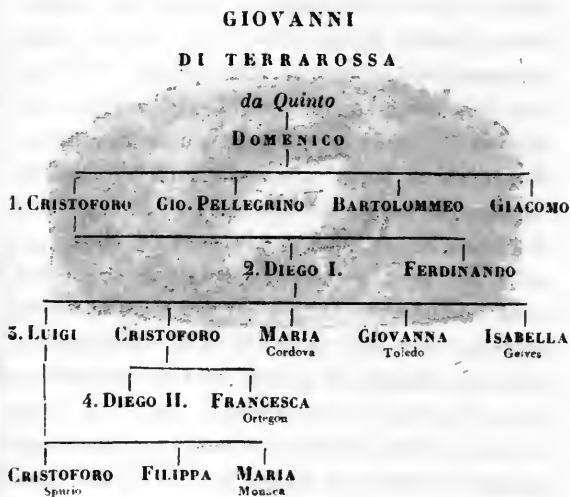 GIOVANNI
DI TERRAROSSA
da Quinto
DOMENICO
1. CRISTOFORO GIO. PELLEGRINO BARTOLOMMEO GIACOMO
2. DIEGO I. FERDINANDO
3. LUIGI CRISTOFORO MARIA GIOVANNA ISABELLA
Cordova Toledo Gelves
4. DIEGO II. FRANCESCA
Ortegon
CRISTOFORO FILIPPA MARIA
Spurio Monaca